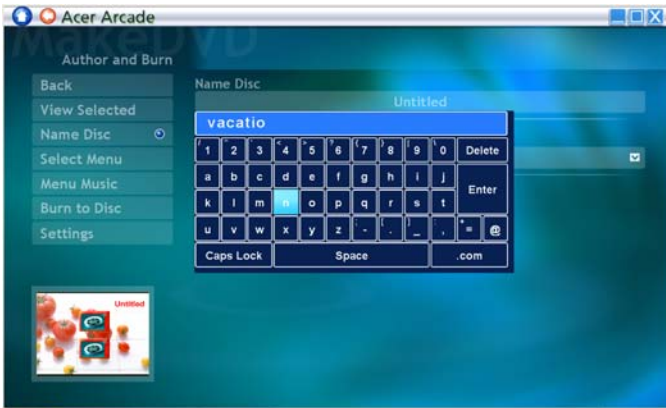 Acer Arcade
MakeDVD
Author and Burn
Back
View Selected
Name Disc
Select Menu
Menu Music
Burn to Disc
Settings
Name Disc
Untitled
vacatio
1 2 3 4 5 6 7 8 9 0 Delete
a b c d e f g h i j
Enter
k l m n o p q r s t
u v w x y z - . _ , = @
Caps Lock Space .com
Untitled